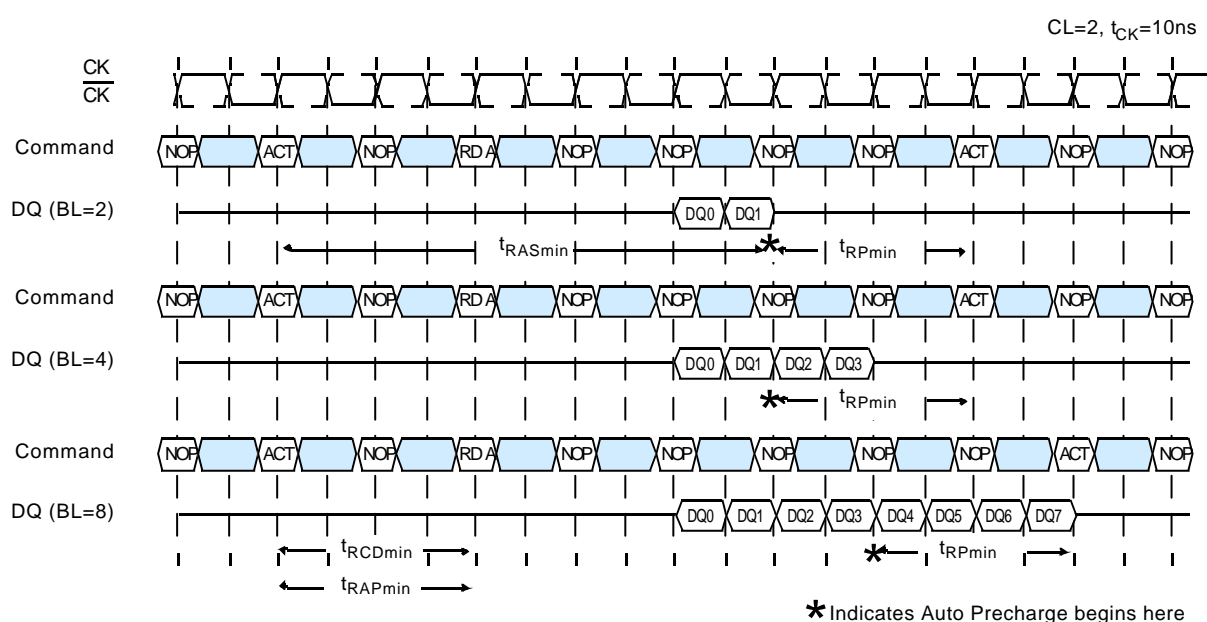 CL=2, tCK=10ns
CK
CK
Command NOP ACT NOP RDA NOP NOP NOP NOP ACT NOP NOP
DQ (BL=2) DQ0 DQ1
tRASmin * tRPmin
Command NOP ACT NOP RDA NOP NOP NOP NOP ACT NOP NOP
DQ (BL=4) DQ0 DQ1 DQ2 DQ3
* tRPmin
Command NOP ACT NOP RDA NOP NOP NOP NOP NOP ACT NOP
DQ (BL=8) DQ0 DQ1 DQ2 DQ3 DQ4 DQ5 DQ6 DQ7
tRCDmin * tRPmin
tRAPmin
* Indicates Auto Precharge begins here